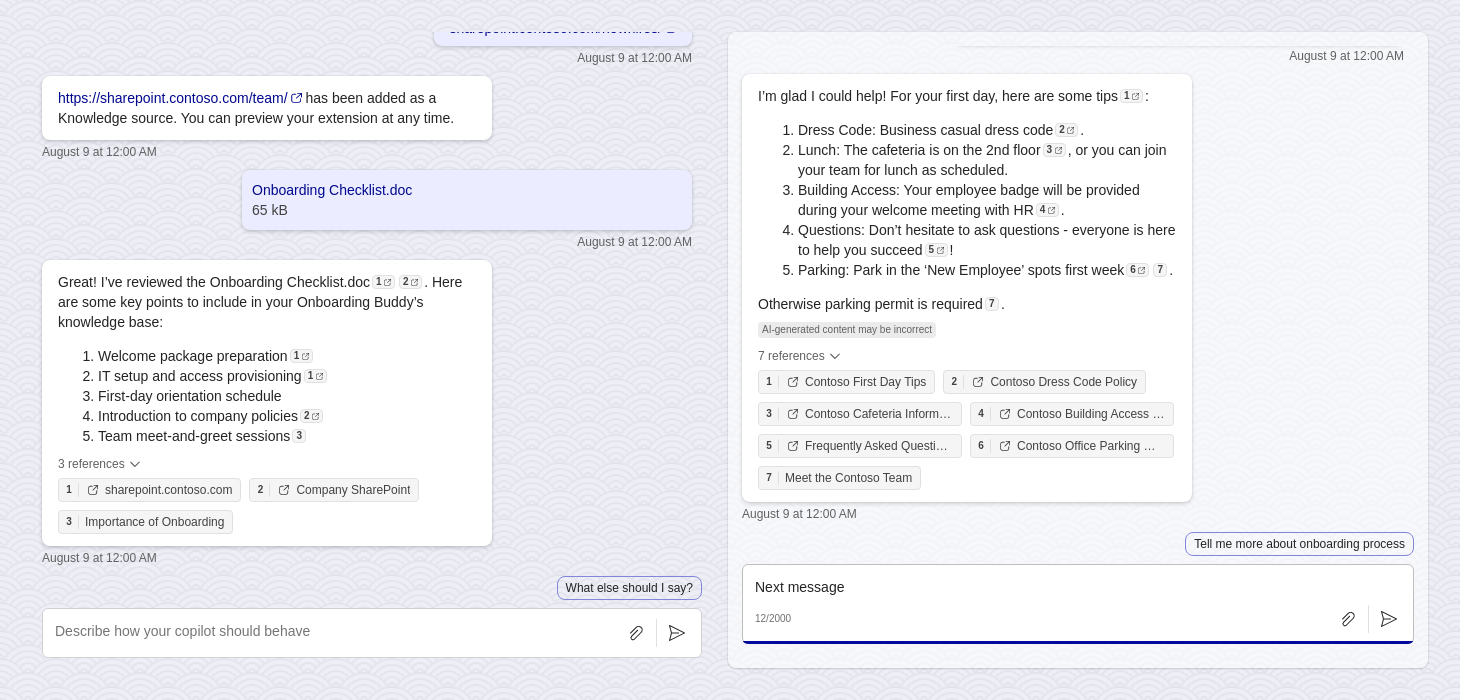 August 9 at 12:00 AM
https://sharepoint.contoso.com/team/ has been added as a
Knowledge source. You can preview your extension at any time.
August 9 at 12:00 AM
Onboarding Checklist.doc
65 kB
August 9 at 12:00 AM
Great! I’ve reviewed the Onboarding Checklist.doc 1 2 . Here
are some key points to include in your Onboarding Buddy’s
knowledge base:
1. Welcome package preparation 1
2. IT setup and access provisioning 1
3. First-day orientation schedule
4. Introduction to company policies 2
5. Team meet-and-greet sessions 3
3 references
1 sharepoint.contoso.com
2 Company SharePoint
3 Importance of Onboarding
August 9 at 12:00 AM
What else should I say?
Describe how your copilot should behave
August 9 at 12:00 AM
I’m glad I could help! For your first day, here are some tips 1 :
1. Dress Code: Business casual dress code 2 .
2. Lunch: The cafeteria is on the 2nd floor 3 , or you can join
your team for lunch as scheduled.
3. Building Access: Your employee badge will be provided
during your welcome meeting with HR 4 .
4. Questions: Don’t hesitate to ask questions - everyone is here
to help you succeed 5 !
5. Parking: Park in the ‘New Employee’ spots first week 6 7 .
Otherwise parking permit is required 7 .
AI-generated content may be incorrect
7 references
1 Contoso First Day Tips
2 Contoso Dress Code Policy
3 Contoso Cafeteria Inform…
4 Contoso Building Access …
5 Frequently Asked Questi…
6 Contoso Office Parking …
7 Meet the Contoso Team
August 9 at 12:00 AM
Tell me more about onboarding process
Next message
12/2000